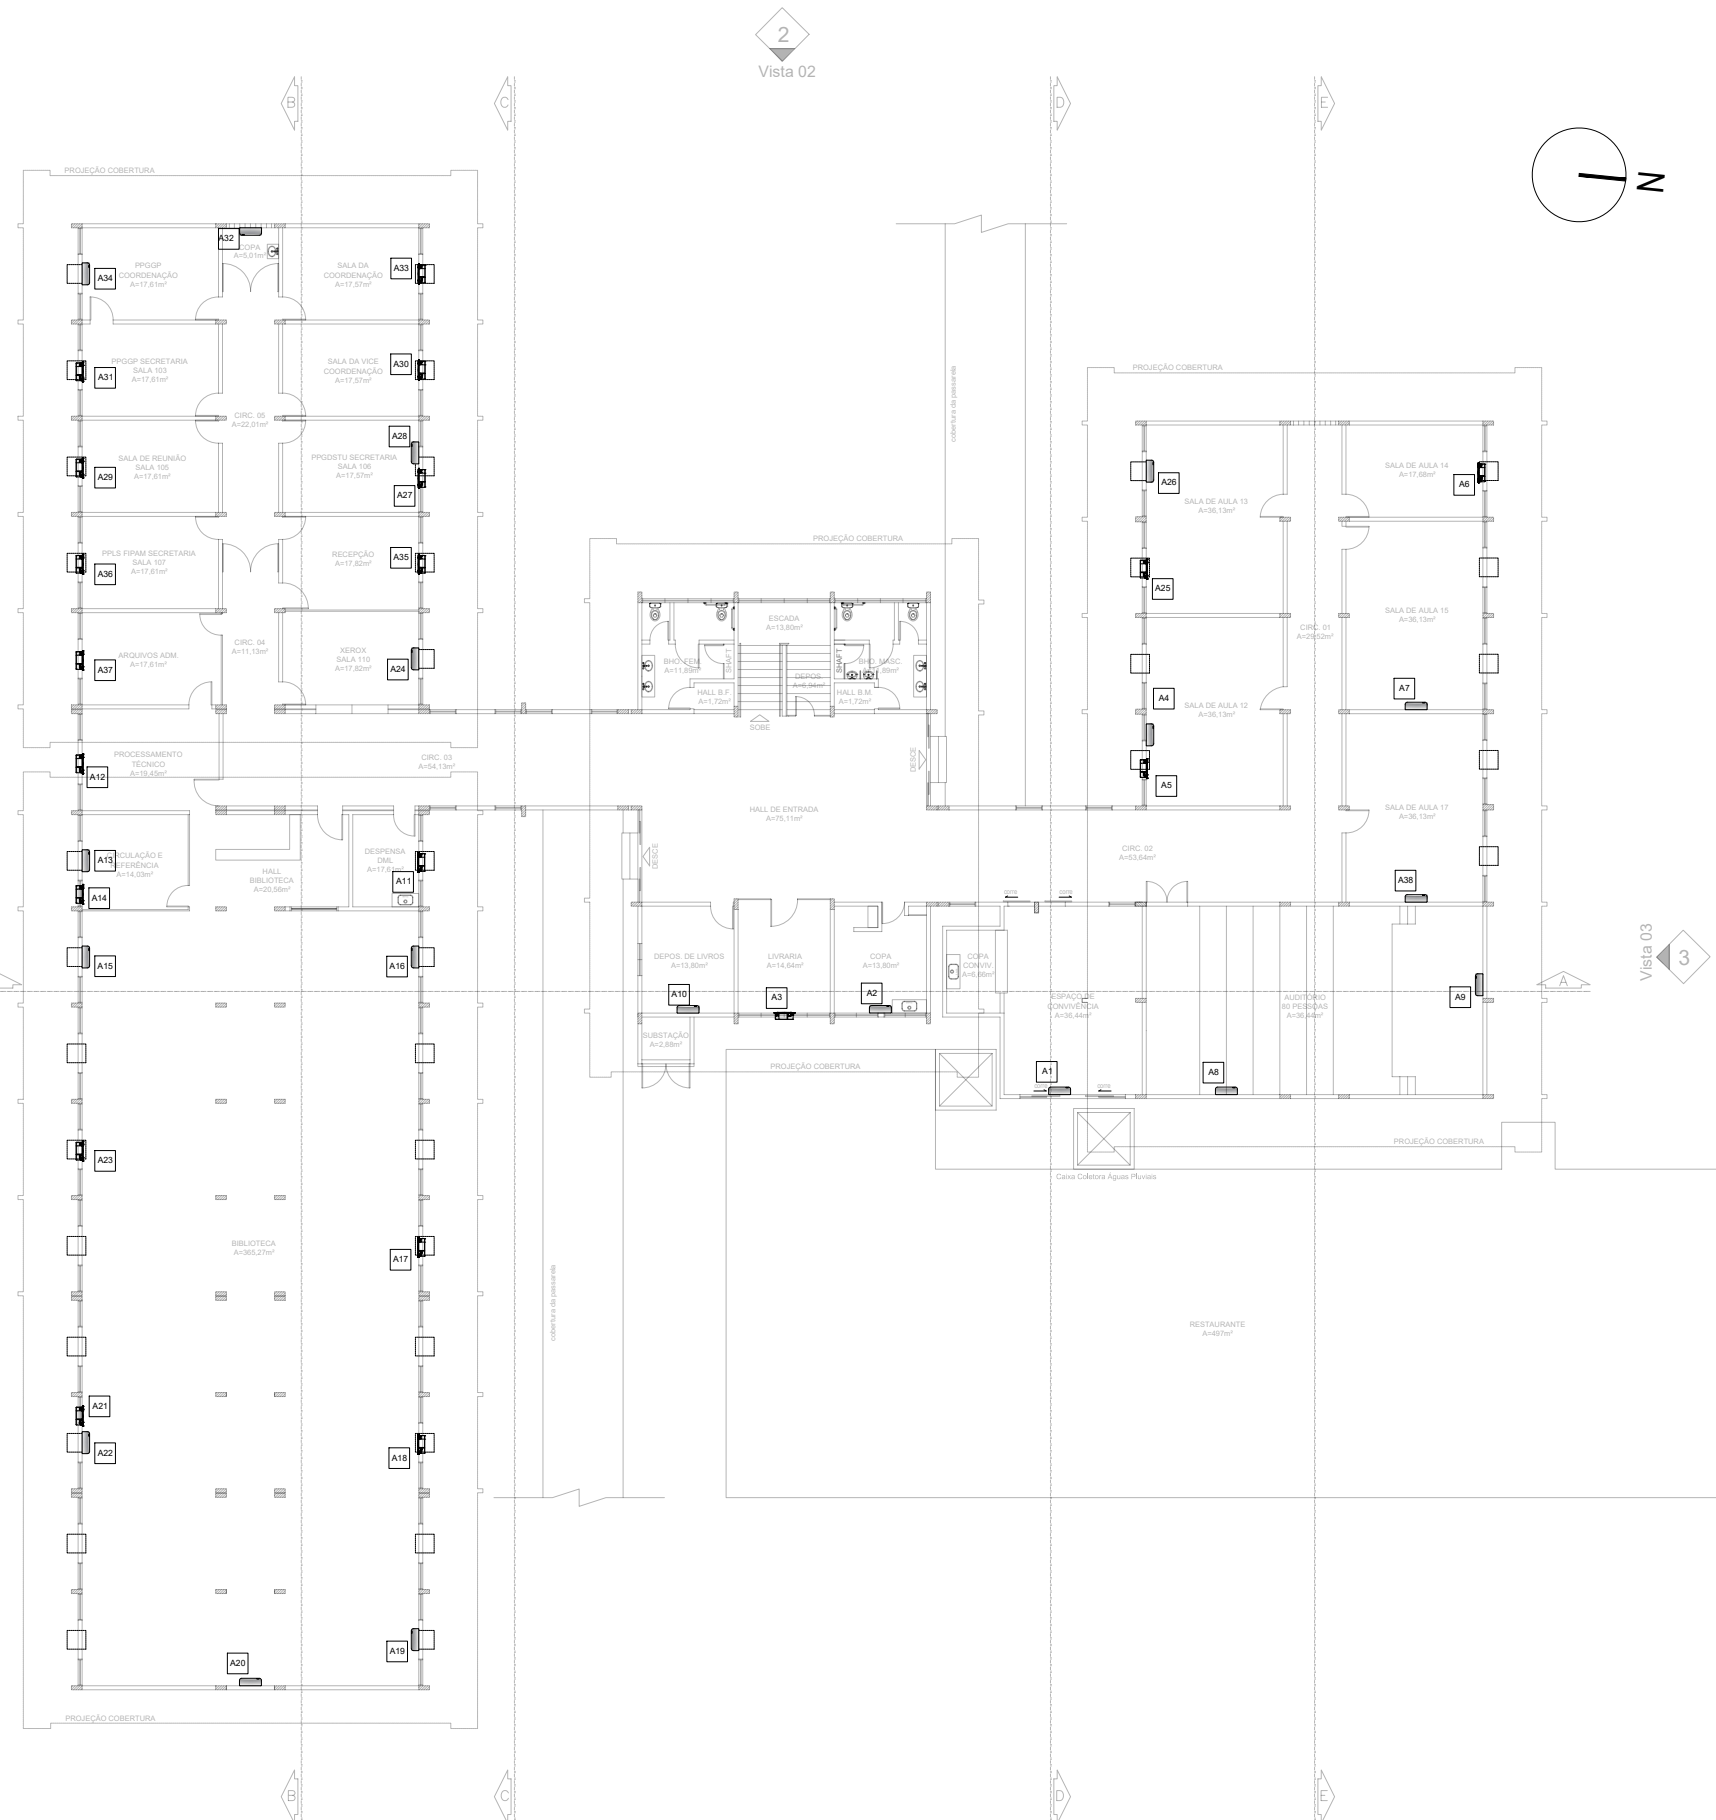 2
Vista 02
B
C
D
E
N
PROJEÇÃO COBERTURA
A32
COPA
A=5,01m²
A34
PPGGP
COORDENAÇÃO
A=17,61m²
SALA DA
COORDENAÇÃO
A=17,57m²
A33
A31
PPGGP SECRETARIA
SALA 103
A=17,61m²
SALA DA VICE
COORDENAÇÃO
A=17,57m²
A30
CIRC. 05
A=22,01m²
A29
SALA DE REUNIÃO
SALA 105
A=17,61m²
A28
PPGDSTU SECRETARIA
SALA 106
A=17,57m²
A27
A36
PPLS FIPAM SECRETARIA
SALA 107
A=17,61m²
RECEPÇÃO
A=17,82m²
A35
A37
ARQUIVOS ADM.
A=17,61m²
CIRC. 04
A=11,13m²
XEROX
SALA 110
A=17,82m²
A24
PROCESSAMENTO
TÉCNICO
A=19,45m²
A12
CIRC. 03
A=54,13m²
A13
A14
A=14,03m²
HALL
BIBLIOTECA
A=20,56m²
DESPENSA
DML
A11
A15
A16
A23
BIBLIOTECA
A=365,27m²
A17
A21
A22
A18
A19
A20
PROJEÇÃO COBERTURA
cobertura da passarela
cobertura da passarela
PROJEÇÃO COBERTURA
ESCADA
A=13,80m²
BHO. FEM.
A=11,89m²
SHAFT
SHAFT
BHO. MASC.
DEPOS.
A=6,94m²
HALL B.F.
A=1,72m²
HALL B.M.
A=1,72m²
SOBE
DESCE
HALL DE ENTRADA
A=75,11m²
DESCE
DEPOS. DE LIVROS
A=13,80m²
LIVRARIA
A=14,64m²
COPA
A=13,80m²
A10
A3
A2
SUBSTAÇÃO
A=2,88m²
PROJEÇÃO COBERTURA
PROJEÇÃO COBERTURA
A26
SALA DE AULA 13
A=36,13m²
SALA DE AULA 14
A=17,68m²
A6
A25
CIRC. 01
A=29,52m²
SALA DE AULA 15
A=36,13m²
A4
SALA DE AULA 12
A=36,13m²
A7
A5
SALA DE AULA 17
A=36,13m²
CIRC. 02
A=53,64m²
A38
corre
corre
COPA
CONVIV.
A=6,66m²
ESPAÇO DE
CONVIVÊNCIA
A=36,44m²
AUDITÓRIO
80 PESSOAS
A=36,44m²
A9
A
A1
corre
corre
A8
PROJEÇÃO COBERTURA
Caixa Coletora Águas Pluviais
RESTAURANTE
A=497m²
Vista 03
3
B
C
D
E